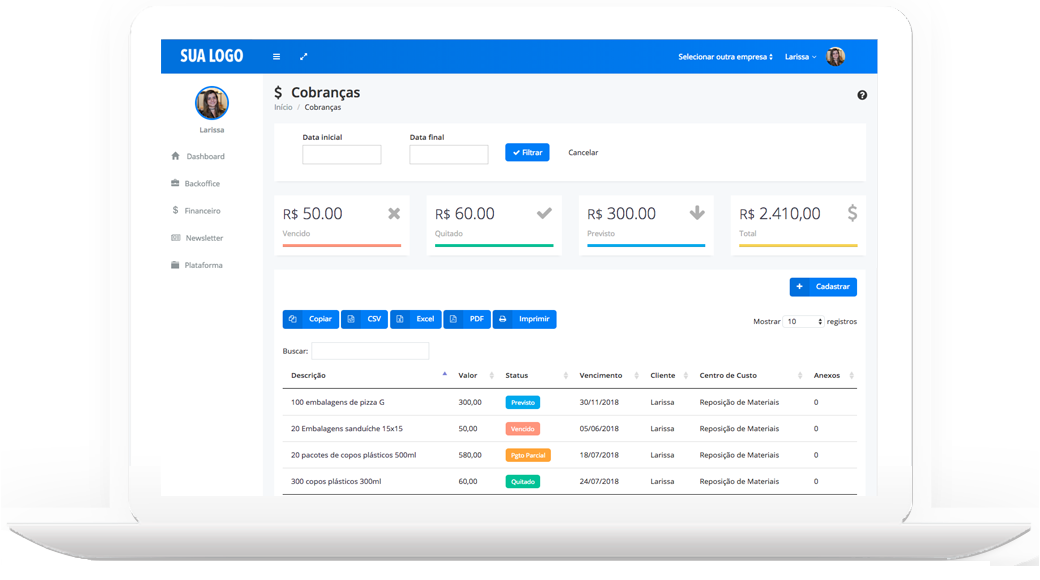 SUA LOGO
Selecionar outra empresa
Larissa
Larissa
Dashboard
Backoffice
Financeiro
Newsletter
Plataforma
$ Cobranças
Início / Cobranças
Data inicial
Data final
Filtrar
Cancelar
R$ 50.00
Vencido
R$ 60.00
Quitado
R$ 300.00
Previsto
R$ 2.410,00
Total
+ Cadastrar
Copiar
CSV
Excel
PDF
Imprimir
Mostrar 10 registros
Buscar:
Descrição Valor Status Vencimento Cliente Centro de Custo Anexos
100 embalagens de pizza G 300,00 Previsto 30/11/2018 Larissa Reposição de Materiais 0
20 Embalagens sanduíche 15x15 50,00 Vencido 05/06/2018 Larissa Reposição de Materiais 0
20 pacotes de copos plásticos 500ml 580,00 Pgto Parcial 18/07/2018 Larissa Reposição de Materiais 0
300 copos plásticos 300ml 60,00 Quitado 24/07/2018 Larissa Reposição de Materiais 0